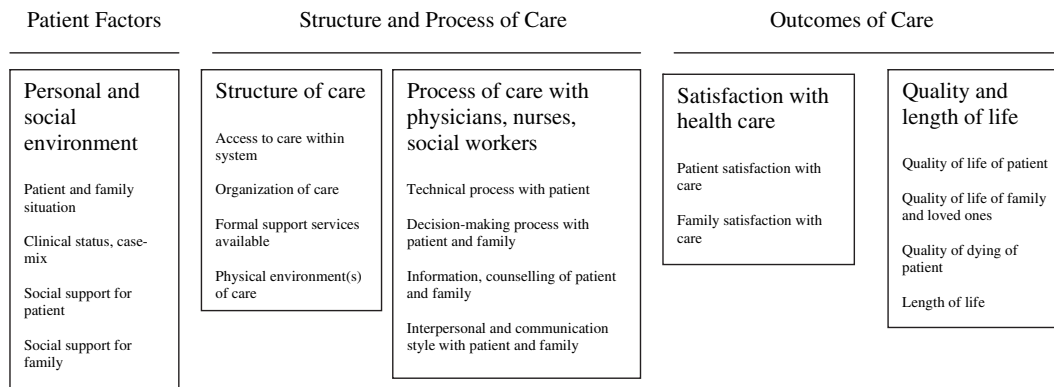 Patient Factors
Structure and Process of Care
Outcomes of Care
Personal and
social
environment
Patient and family
situation
Clinical status, case-
mix
Social support for
patient
Social support for
family
Structure of care
Access to care within
system
Organization of care
Formal support services
available
Physical environment(s)
of care
Process of care with
physicians, nurses,
social workers
Technical process with patient
Decision-making process with
patient and family
Information, counselling of patient
and family
Interpersonal and communication
style with patient and family
Satisfaction with
health care
Patient satisfaction with
care
Family satisfaction with
care
Quality and
length of life
Quality of life of patient
Quality of life of family
and loved ones
Quality of dying of
patient
Length of life